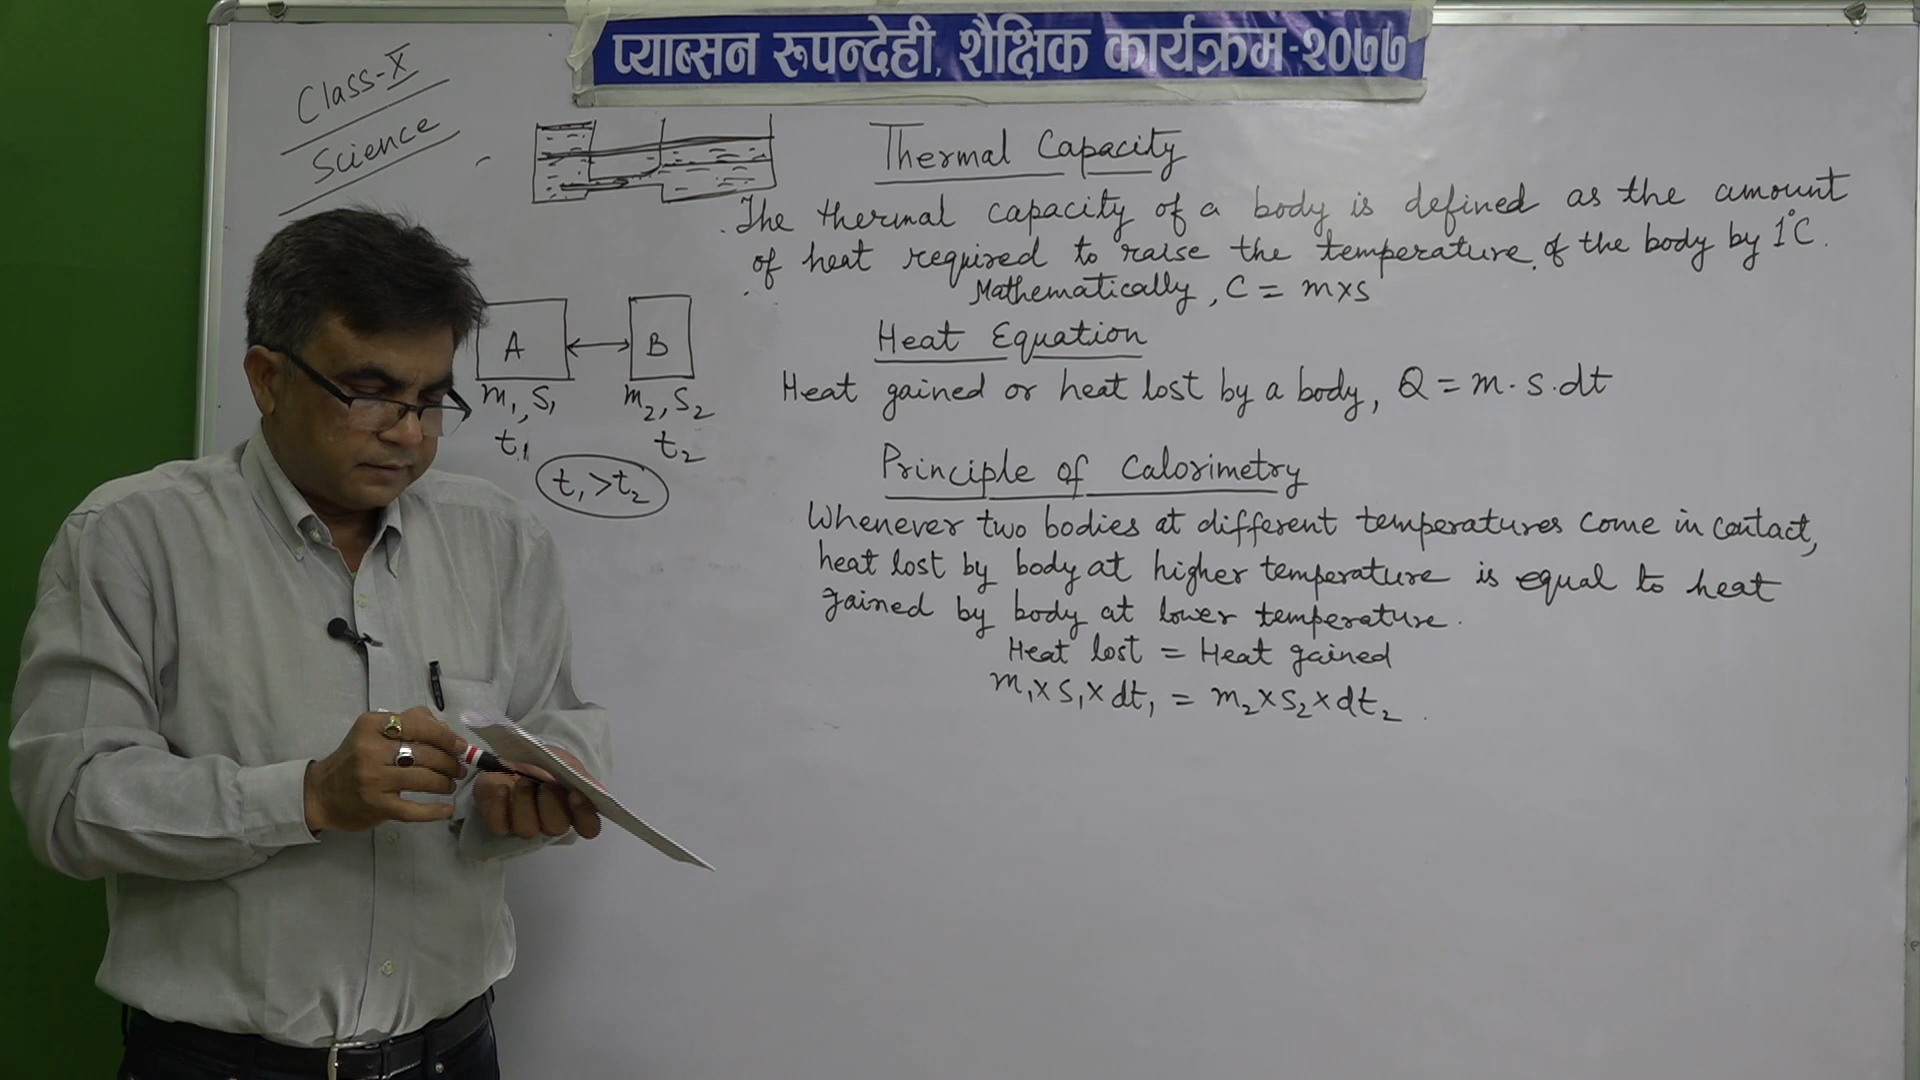 प्याब्सन रूपन्देही, शैक्षिक कार्यक्रम-२०७७
Class-X
Science
Thermal Capacity
The thermal capacity of a body is defined as the amount
of heat required to raise the temperature of the body by 1°C.
Mathematically, C = m×s
A
B
m₁, S₁
m₂, S₂
t₁
t₂
t₁>t₂
Heat Equation
Heat gained or heat lost by a body, Q = m·s·dt
Principle of Calorimetry
Whenever two bodies at different temperatures come in contact,
heat lost by body at higher temperature is equal to heat
gained by body at lower temperature.
Heat lost = Heat gained
m₁×S₁×dt₁ = m₂×S₂×dt₂